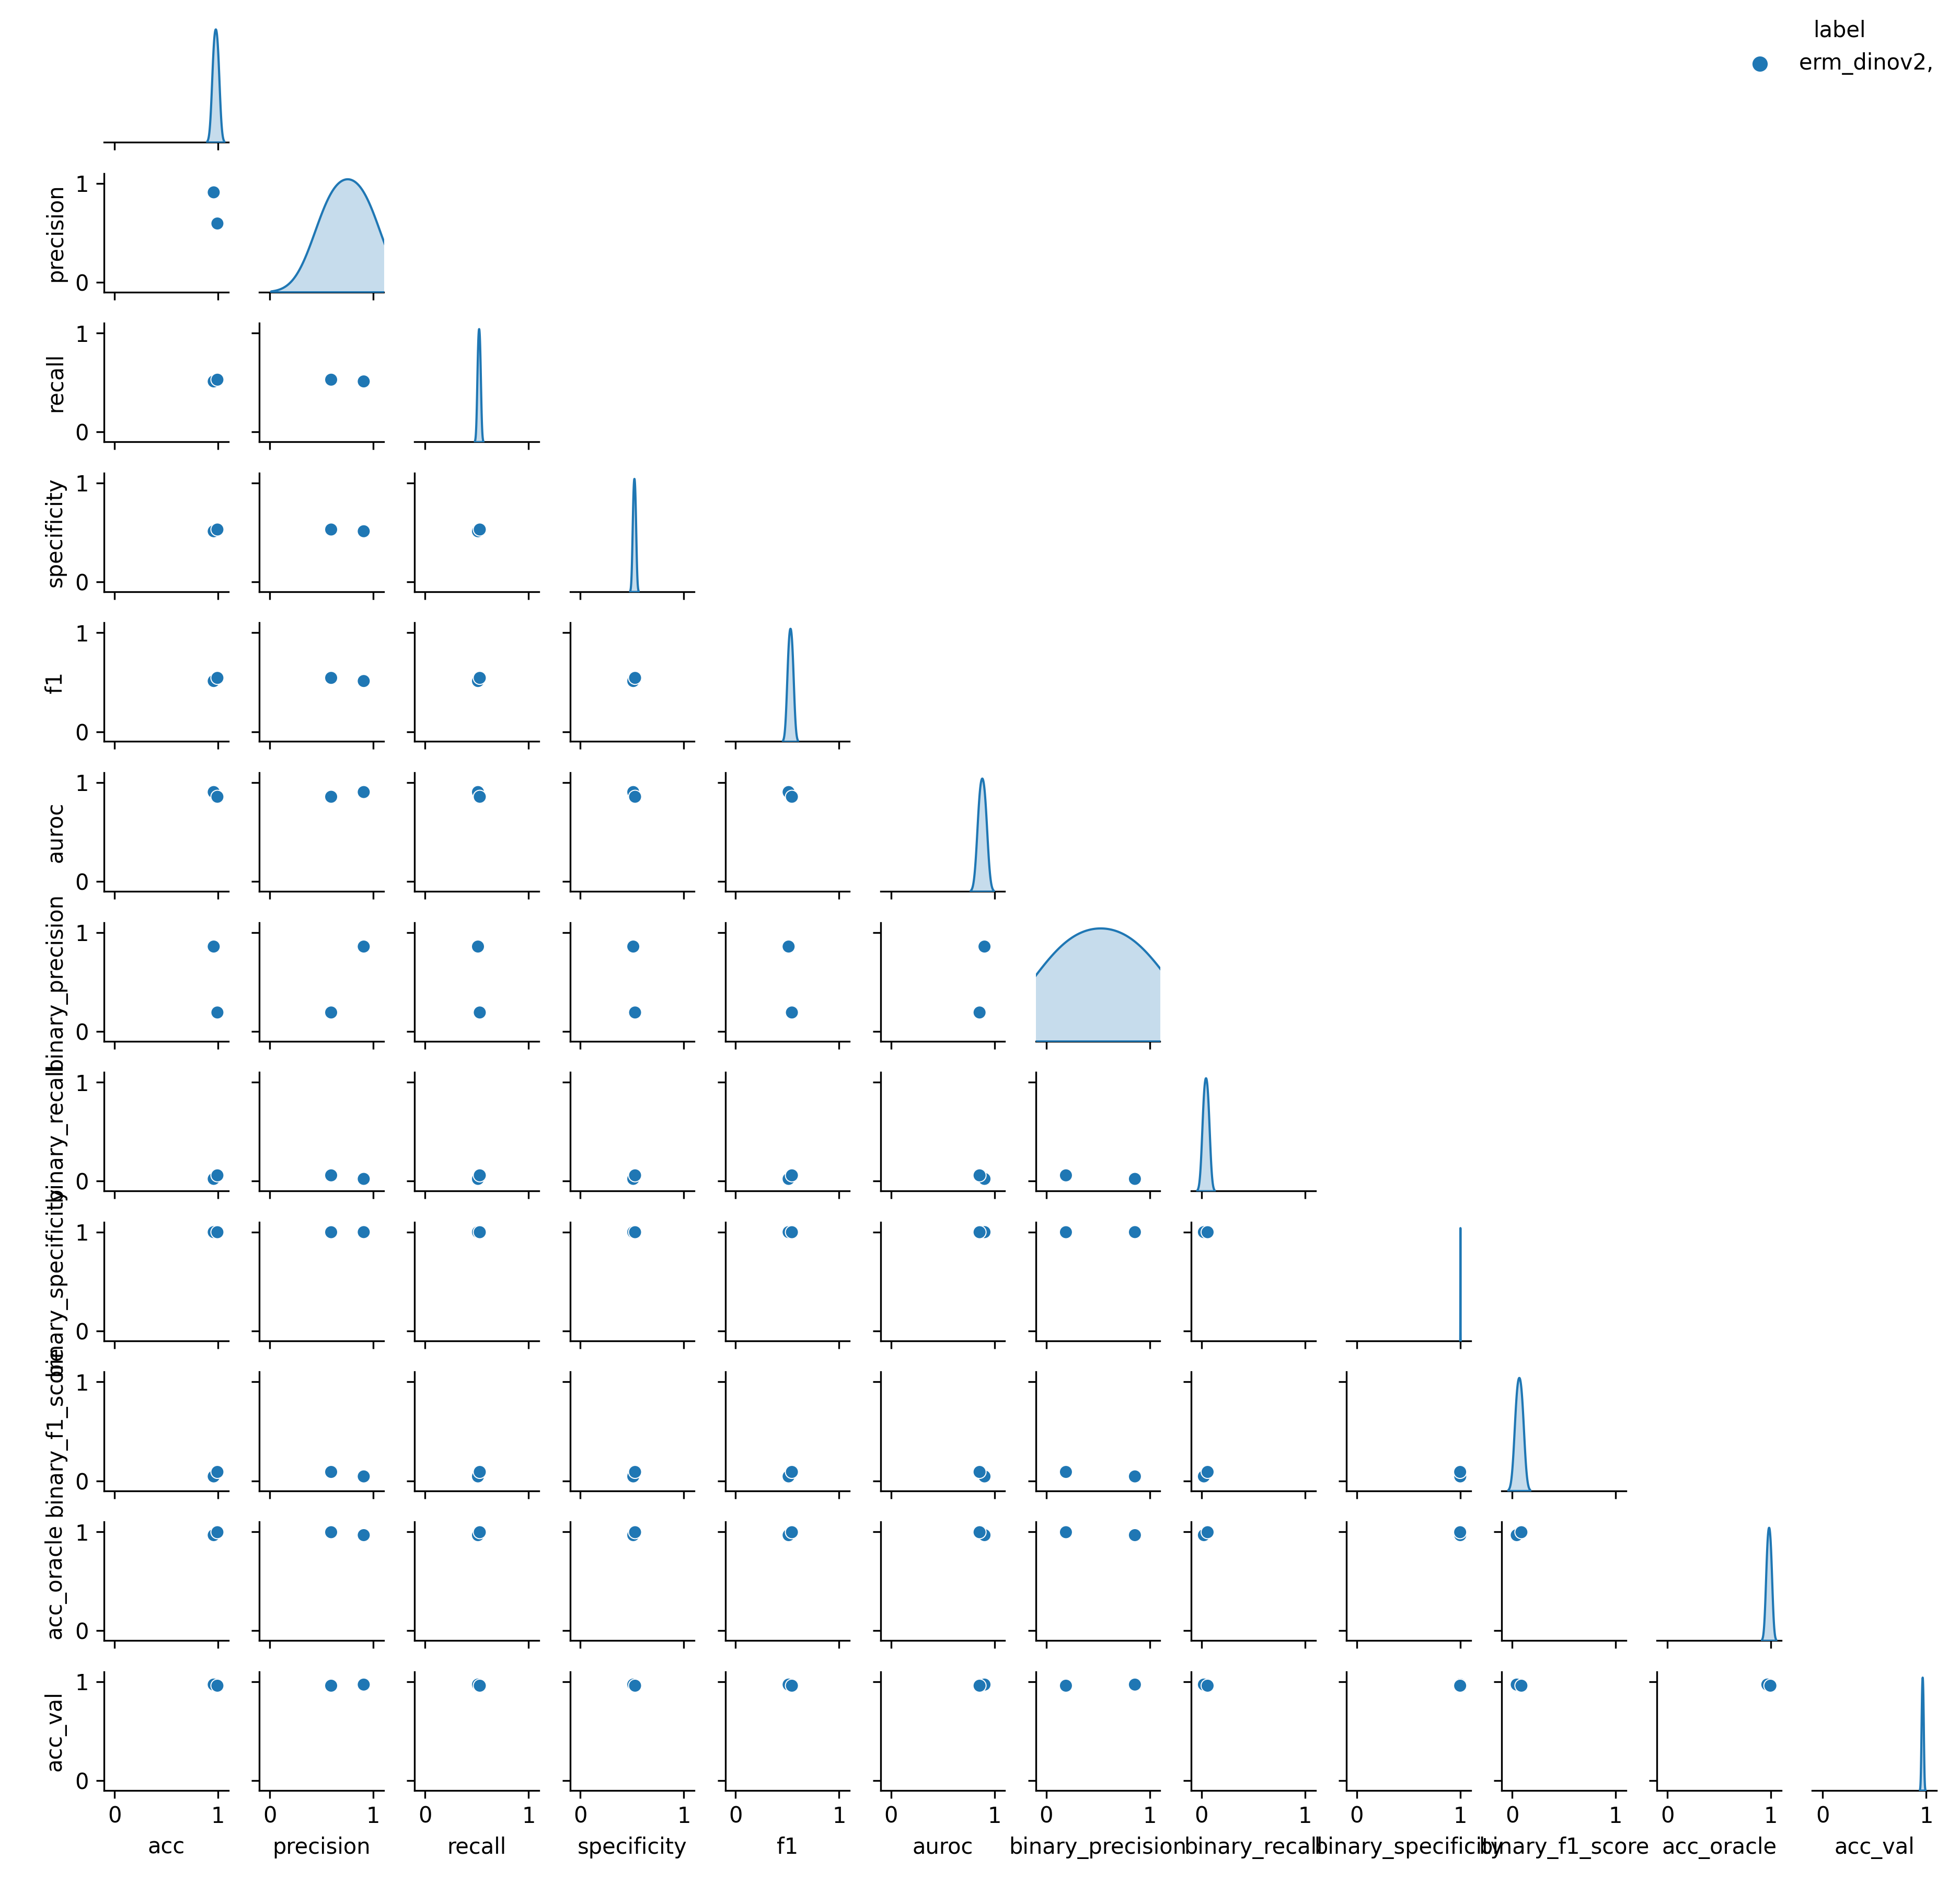 label
erm_dinov2,
1
precision
0
1
recall
0
1
specificity
0
1
f1
0
1
auroc
0
1
binary_precision
0
1
binary_recall
0
1
binary_specificity
0
1
binary_f1_score
0
1
acc_oracle
0
1
acc_val
0
0 1 0 1 0 1 0 1 0 1 0 1 0 1 0 1 0 1 0 1 0 1 0 1
acc precision recall specificity f1 auroc binary_precision binary_recall binary_specificity binary_f1_score acc_oracle acc_val